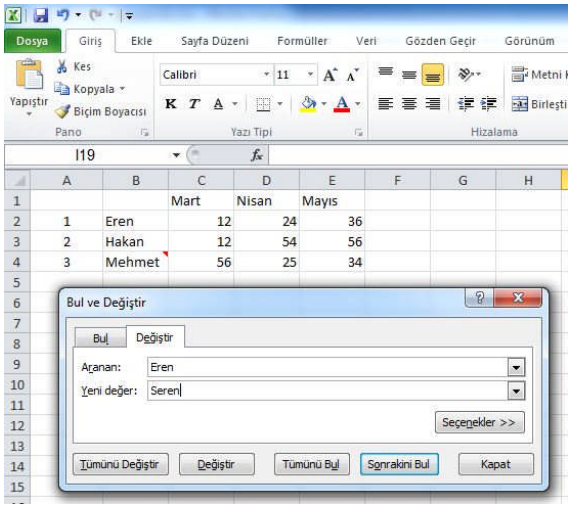 Dosya Giriş Ekle Sayfa Düzeni Formüller Veri Gözden Geçir Görünüm
Kes
Kopyala
Biçim Boyacısı
Yapıştır
Calibri 11 A A
K T A A
Metni
Birleşti
Pano Yazı Tipi Hizalama
I19 fx
A B C D E F G H
1 Mart Nisan Mayıs
2 1 Eren 12 24 36
3 2 Hakan 12 54 56
4 3 Mehmet 56 25 34
5
6
7
8
9
10
11
12
13
14
15
Bul ve Değiştir
Bul Değiştir
Aranan: Eren
Yeni değer: Seren
Seçenekler >>
Tümünü Değiştir Değiştir Tümünü Bul Sonrakini Bul Kapat